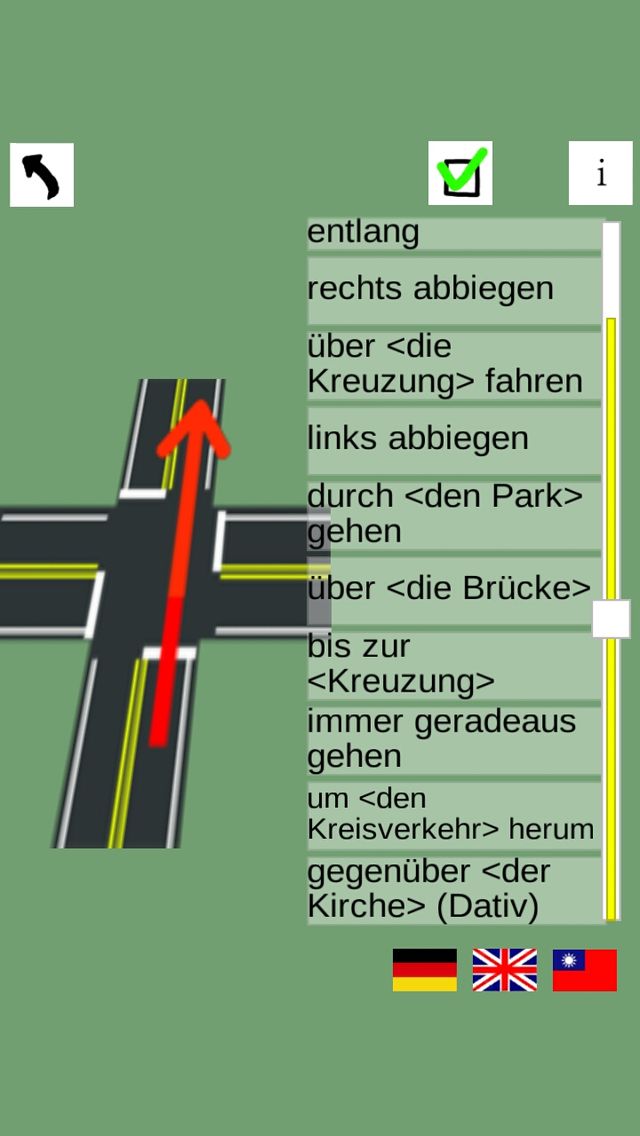 i
entlang
rechts abbiegen
über <die
Kreuzung> fahren
links abbiegen
durch <den Park>
gehen
über <die Brücke>
bis zur
<Kreuzung>
immer geradeaus
gehen
um <den
Kreisverkehr> herum
gegenüber <der
Kirche> (Dativ)